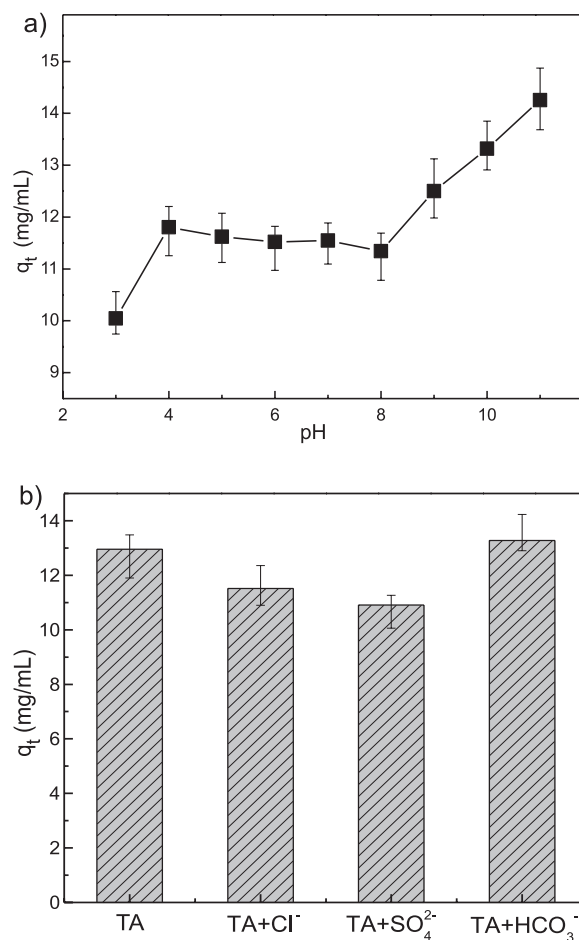 a)
15
14
13
12
11
10
9
q_t (mg/mL)
2 4 6 8 10
pH
b)
14
12
10
8
6
4
2
0
q_t (mg/mL)
TA TA+Cl⁻ TA+SO₄²⁻ TA+HCO₃⁻